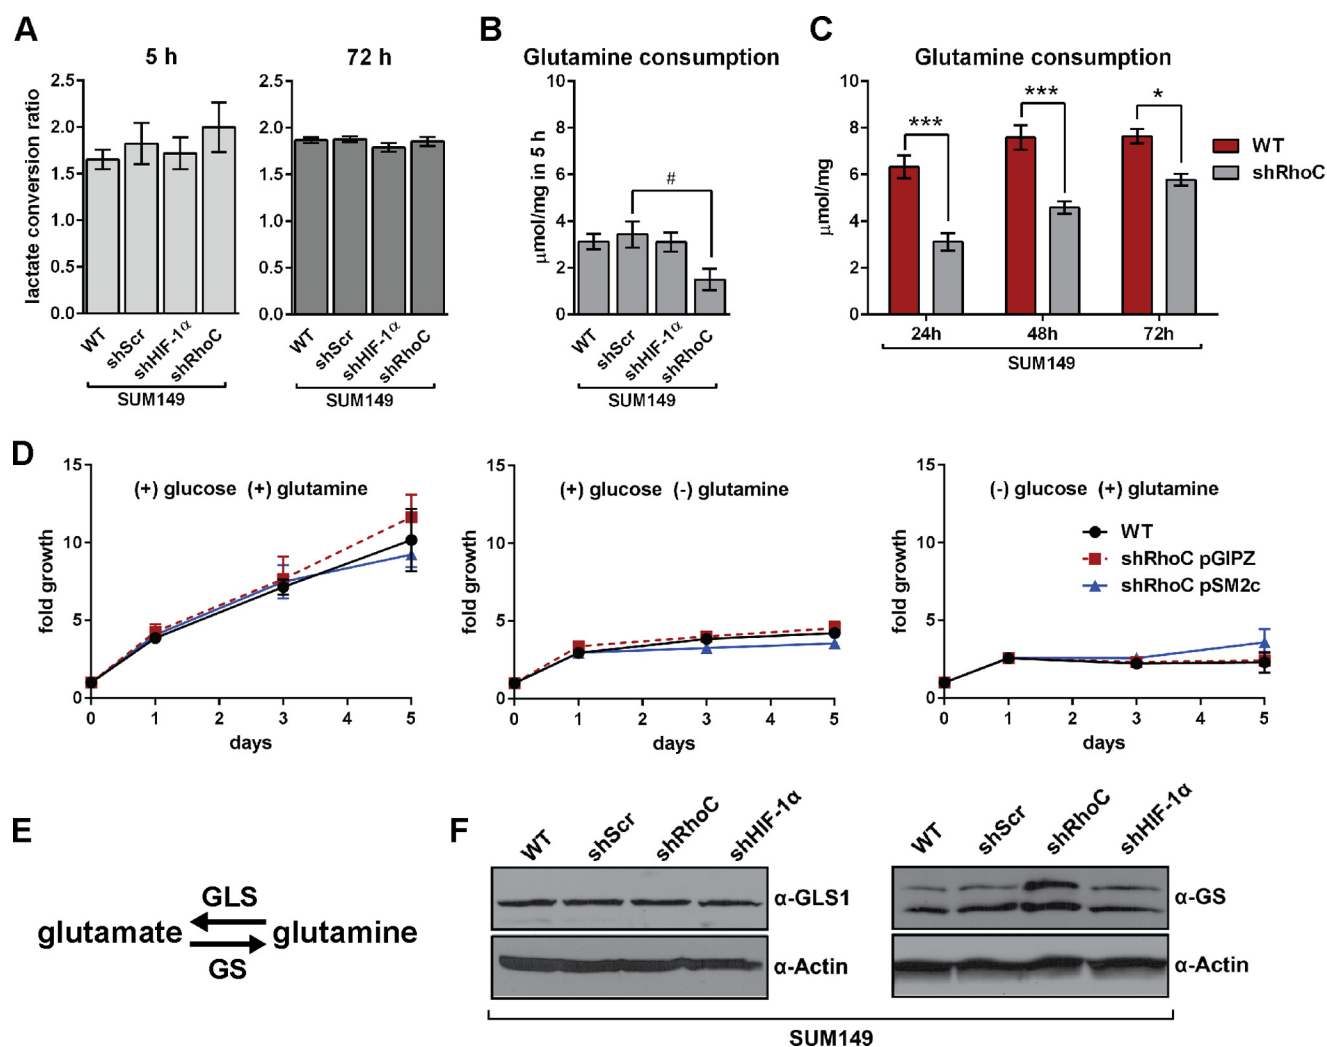 A
5 h
72 h
lactate conversion ratio
2.5
2.0
1.5
1.0
0.5
0.0
WT
shScr
shHIF-1α
shRhoC
SUM149
2.5
2.0
1.5
1.0
0.5
0.0
WT
shScr
shHIF-1α
shRhoC
SUM149
B
Glutamine consumption
μmol/mg in 5 h
10
8
6
4
2
0
#
WT
shScr
shHIF-1α
shRhoC
SUM149
C
Glutamine consumption
μmol/mg
10
8
6
4
2
0
***
***
*
24h
48h
72h
SUM149
WT
shRhoC
D
fold growth
15
10
5
0
(+) glucose (+) glutamine
0 1 2 3 4 5
days
fold growth
15
10
5
0
(+) glucose (-) glutamine
0 1 2 3 4 5
days
fold growth
15
10
5
0
(-) glucose (+) glutamine
WT
shRhoC pGIPZ
shRhoC pSM2c
0 1 2 3 4 5
days
E
GLS
glutamate glutamine
GS
F
WT shScr shRhoC shHIF-1α
α-GLS1
α-Actin
WT shScr shRhoC shHIF-1α
α-GS
α-Actin
SUM149